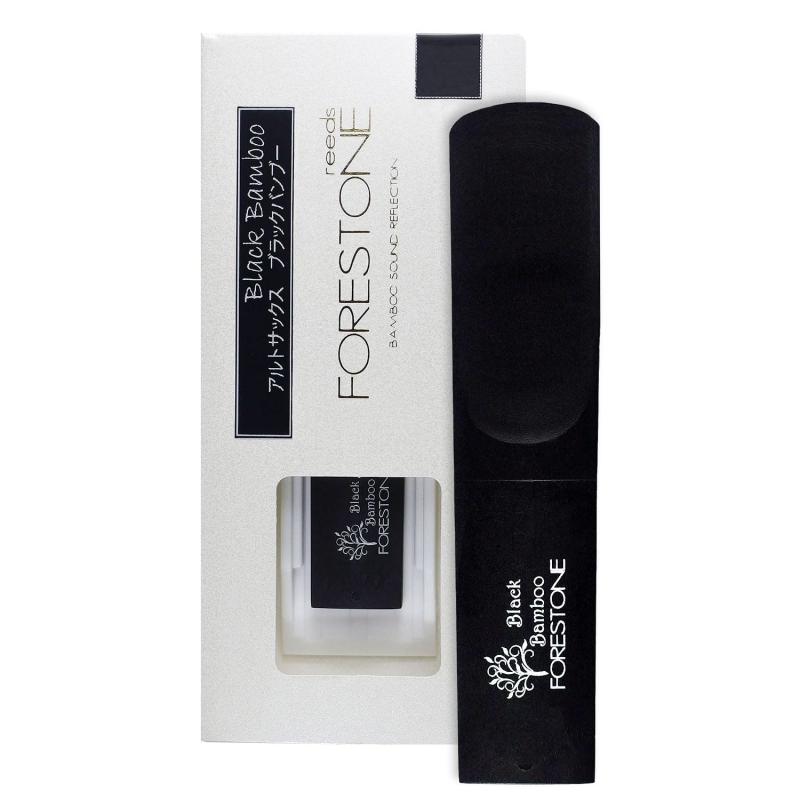 Black Bamboo
アルトサックス ブラックバンブー
reeds
FORESTONE
BAMBOO SOUND REFLECTION
Black
Bamboo
FORESTON
Black
Bamboo
FORESTONE